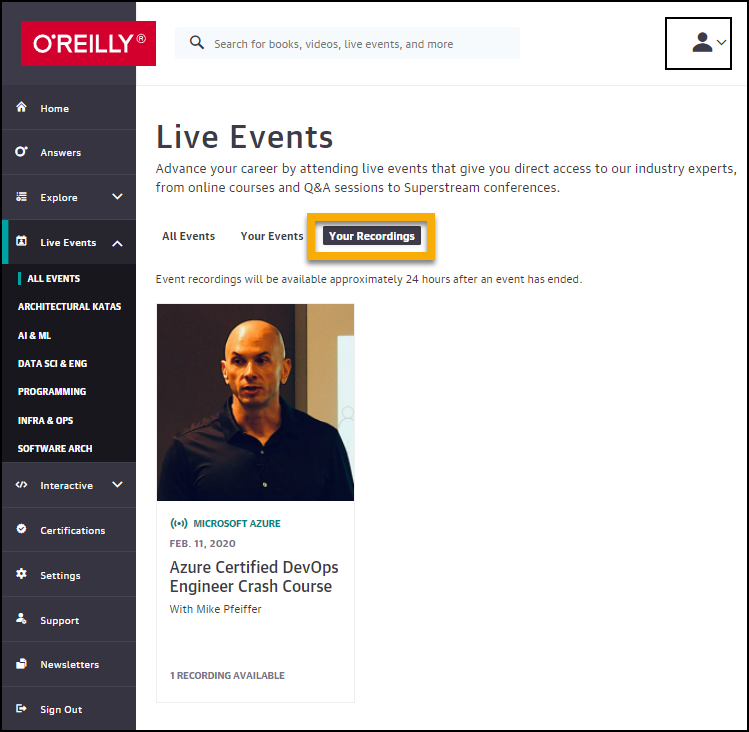 O'REILLY®
Search for books, videos, live events, and more
Home
Answers
Explore
Live Events
ALL EVENTS
ARCHITECTURAL KATAS
AI & ML
DATA SCI & ENG
PROGRAMMING
INFRA & OPS
SOFTWARE ARCH
Interactive
Certifications
Settings
Support
Newsletters
Sign Out
Live Events
Advance your career by attending live events that give you direct access to our industry experts,
from online courses and Q&A sessions to Superstream conferences.
All Events Your Events Your Recordings
Event recordings will be available approximately 24 hours after an event has ended.
MICROSOFT AZURE
FEB. 11, 2020
Azure Certified DevOps
Engineer Crash Course
With Mike Pfeiffer
1 RECORDING AVAILABLE